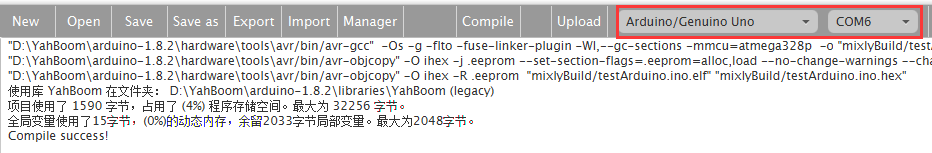 New Open Save Save as Export Import Manager Compile Upload Arduino/Genuino Uno COM6
"D:\YahBoom\arduino-1.8.2\hardware\tools\avr/bin/avr-gcc" -Os -g -flto -fuse-linker-plugin -Wl,--gc-sections -mmcu=atmega328p -o "mixlyBuild/testA
"D:\YahBoom\arduino-1.8.2\hardware\tools\avr/bin/avr-objcopy" -O ihex -j .eeprom --set-section-flags=.eeprom=alloc,load --no-change-warnings --cha
"D:\YahBoom\arduino-1.8.2\hardware\tools\avr/bin/avr-objcopy" -O ihex -R .eeprom "mixlyBuild/testArduino.ino.elf" "mixlyBuild/testArduino.ino.hex"
使用库 YahBoom 在文件夹： D:\YahBoom\arduino-1.8.2\libraries\YahBoom (legacy)
项目使用了 1590 字节，占用了 (4%) 程序存储空间。最大为 32256 字节。
全局变量使用了15字节，(0%)的动态内存，余留2033字节局部变量。最大为2048字节。
Compile success!